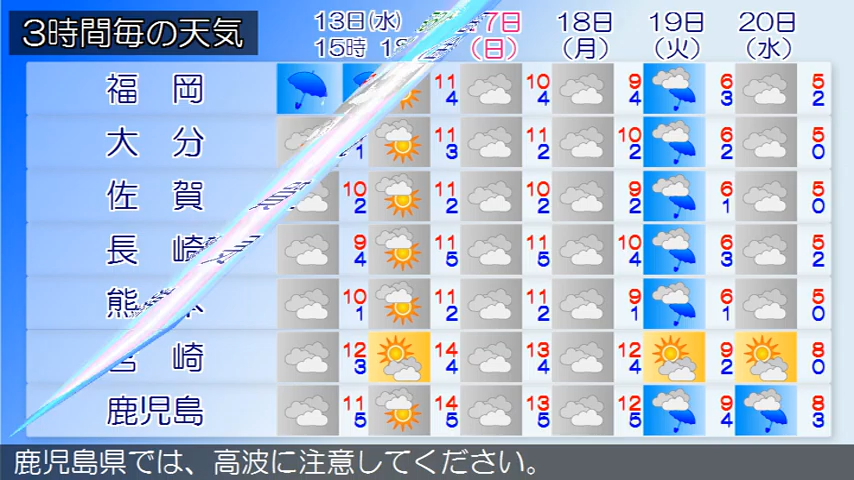 3時間毎の天気
13日(水) 7日 18日 19日 20日
15時 18 (日) (月) (火) (水)
福岡 11 4 10 4 9 4 6 3 5 2
大分 1 11 3 11 2 10 2 6 2 5 0
佐賀 10 2 11 2 10 2 9 2 6 1 5 0
長崎 9 4 11 5 11 5 10 4 6 3 5 2
熊 10 1 11 2 11 2 9 1 6 1 5 0
宮崎 12 3 14 4 13 4 12 4 9 2 8 0
鹿児島 11 5 14 5 13 5 12 5 9 4 8 3
鹿児島県では、高波に注意してください。